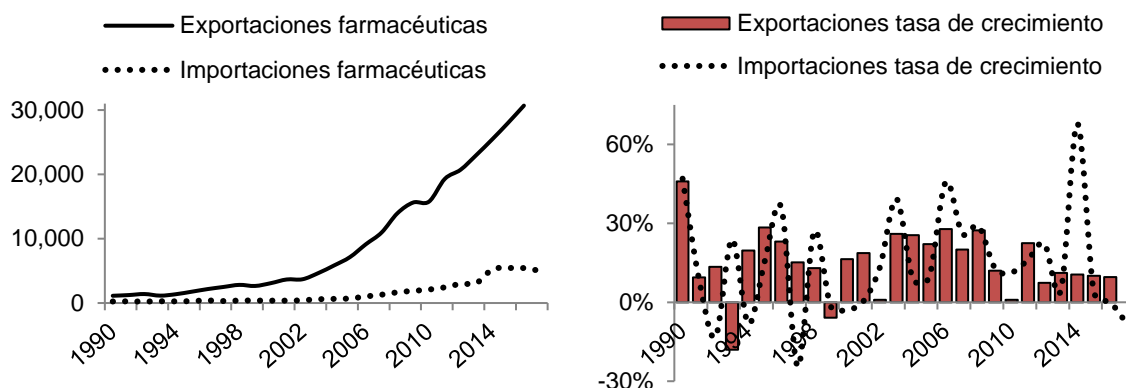 Exportaciones farmacéuticas
Importaciones farmacéuticas
30,000
20,000
10,000
0
1990 1994 1998 2002 2006 2010 2014
Exportaciones tasa de crecimiento
Importaciones tasa de crecimiento
60%
30%
0%
-30%
1990 1994 1998 2002 2006 2010 2014